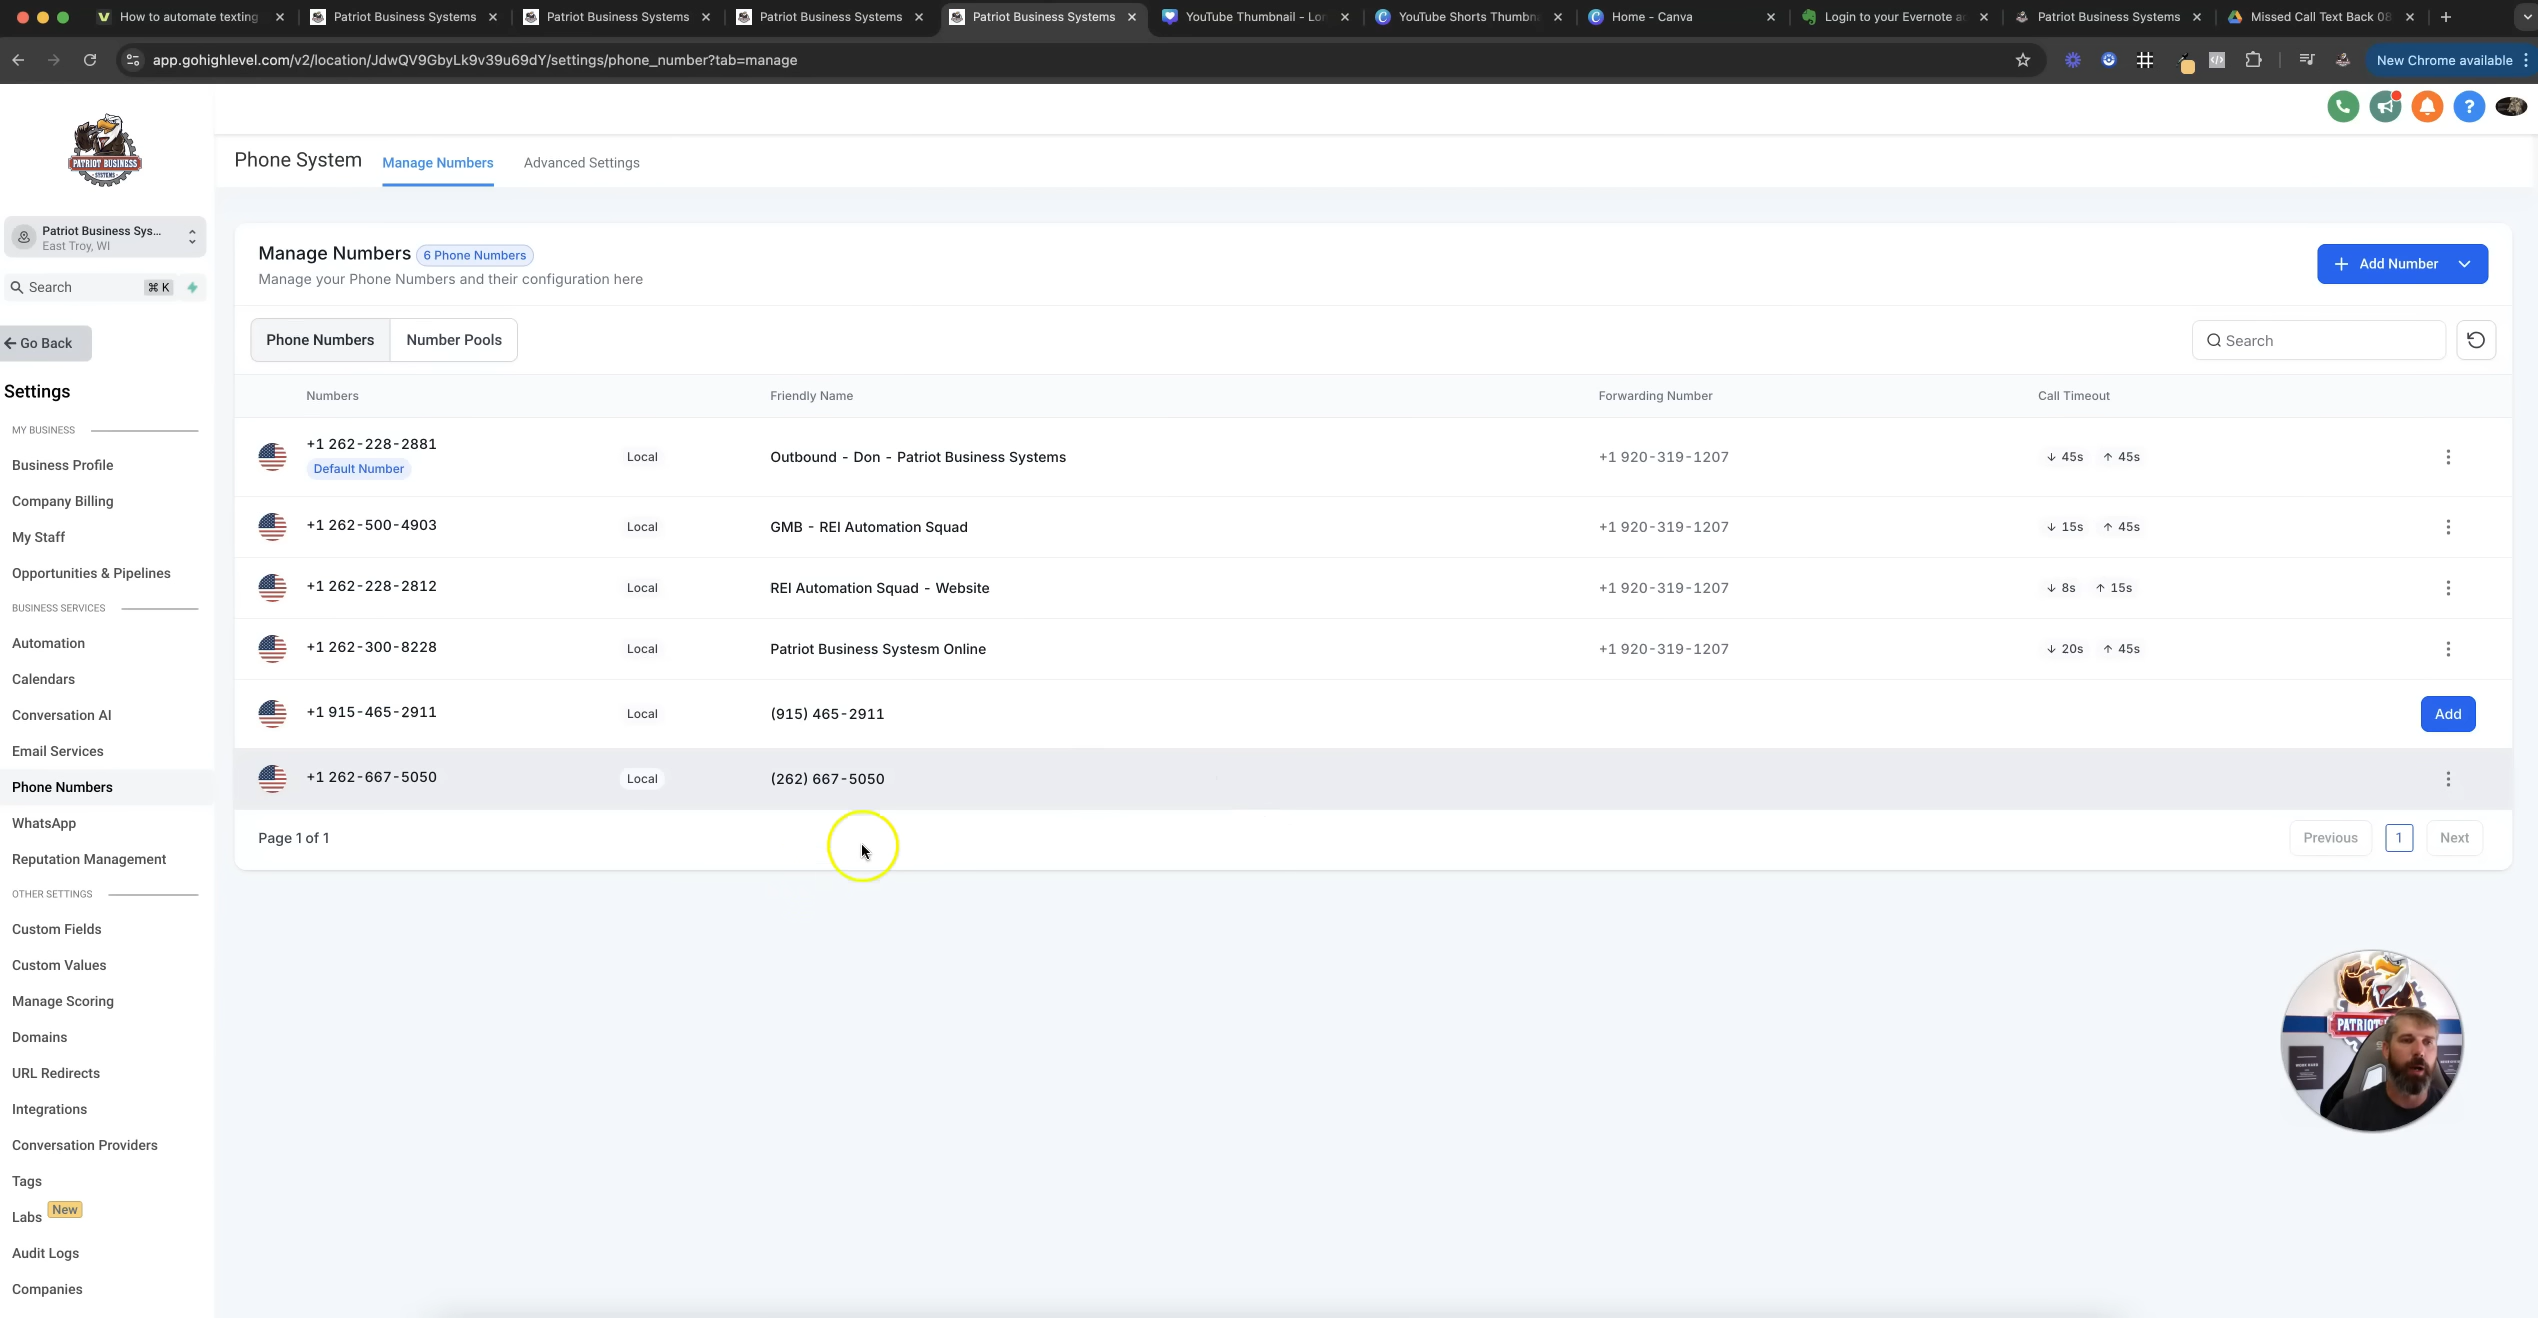 How to automate texting
Patriot Business Systems
Patriot Business Systems
Patriot Business Systems
Patriot Business Systems
YouTube Thumbnail - Lor
YouTube Shorts Thumbn
Home - Canva
Login to your Evernote a
Patriot Business Systems
Missed Call Text Back 08
app.gohighlevel.com/v2/location/JdwQV9GbyLk9v39u69dY/settings/phone_number?tab=manage
New Chrome available
PATRIOT BUSINESS
SYSTEMS
Phone System
Manage Numbers
Advanced Settings
Patriot Business Sys...
East Troy, WI
Search
⌘ K
Go Back
Settings
MY BUSINESS
Business Profile
Company Billing
My Staff
Opportunities & Pipelines
BUSINESS SERVICES
Automation
Calendars
Conversation AI
Email Services
Phone Numbers
WhatsApp
Reputation Management
OTHER SETTINGS
Custom Fields
Custom Values
Manage Scoring
Domains
URL Redirects
Integrations
Conversation Providers
Tags
Labs New
Audit Logs
Companies
Manage Numbers 6 Phone Numbers
Manage your Phone Numbers and their configuration here
+ Add Number
Phone Numbers
Number Pools
Search
Numbers Friendly Name Forwarding Number Call Timeout
+1 262-228-2881 Local Outbound - Don - Patriot Business Systems +1 920-319-1207 ↓ 45s ↑ 45s
Default Number
+1 262-500-4903 Local GMB - REI Automation Squad +1 920-319-1207 ↓ 15s ↑ 45s
+1 262-228-2812 Local REI Automation Squad - Website +1 920-319-1207 ↓ 8s ↑ 15s
+1 262-300-8228 Local Patriot Business Systesm Online +1 920-319-1207 ↓ 20s ↑ 45s
+1 915-465-2911 Local (915) 465-2911 Add
+1 262-667-5050 Local (262) 667-5050
Page 1 of 1
Previous 1 Next
PATRIOT